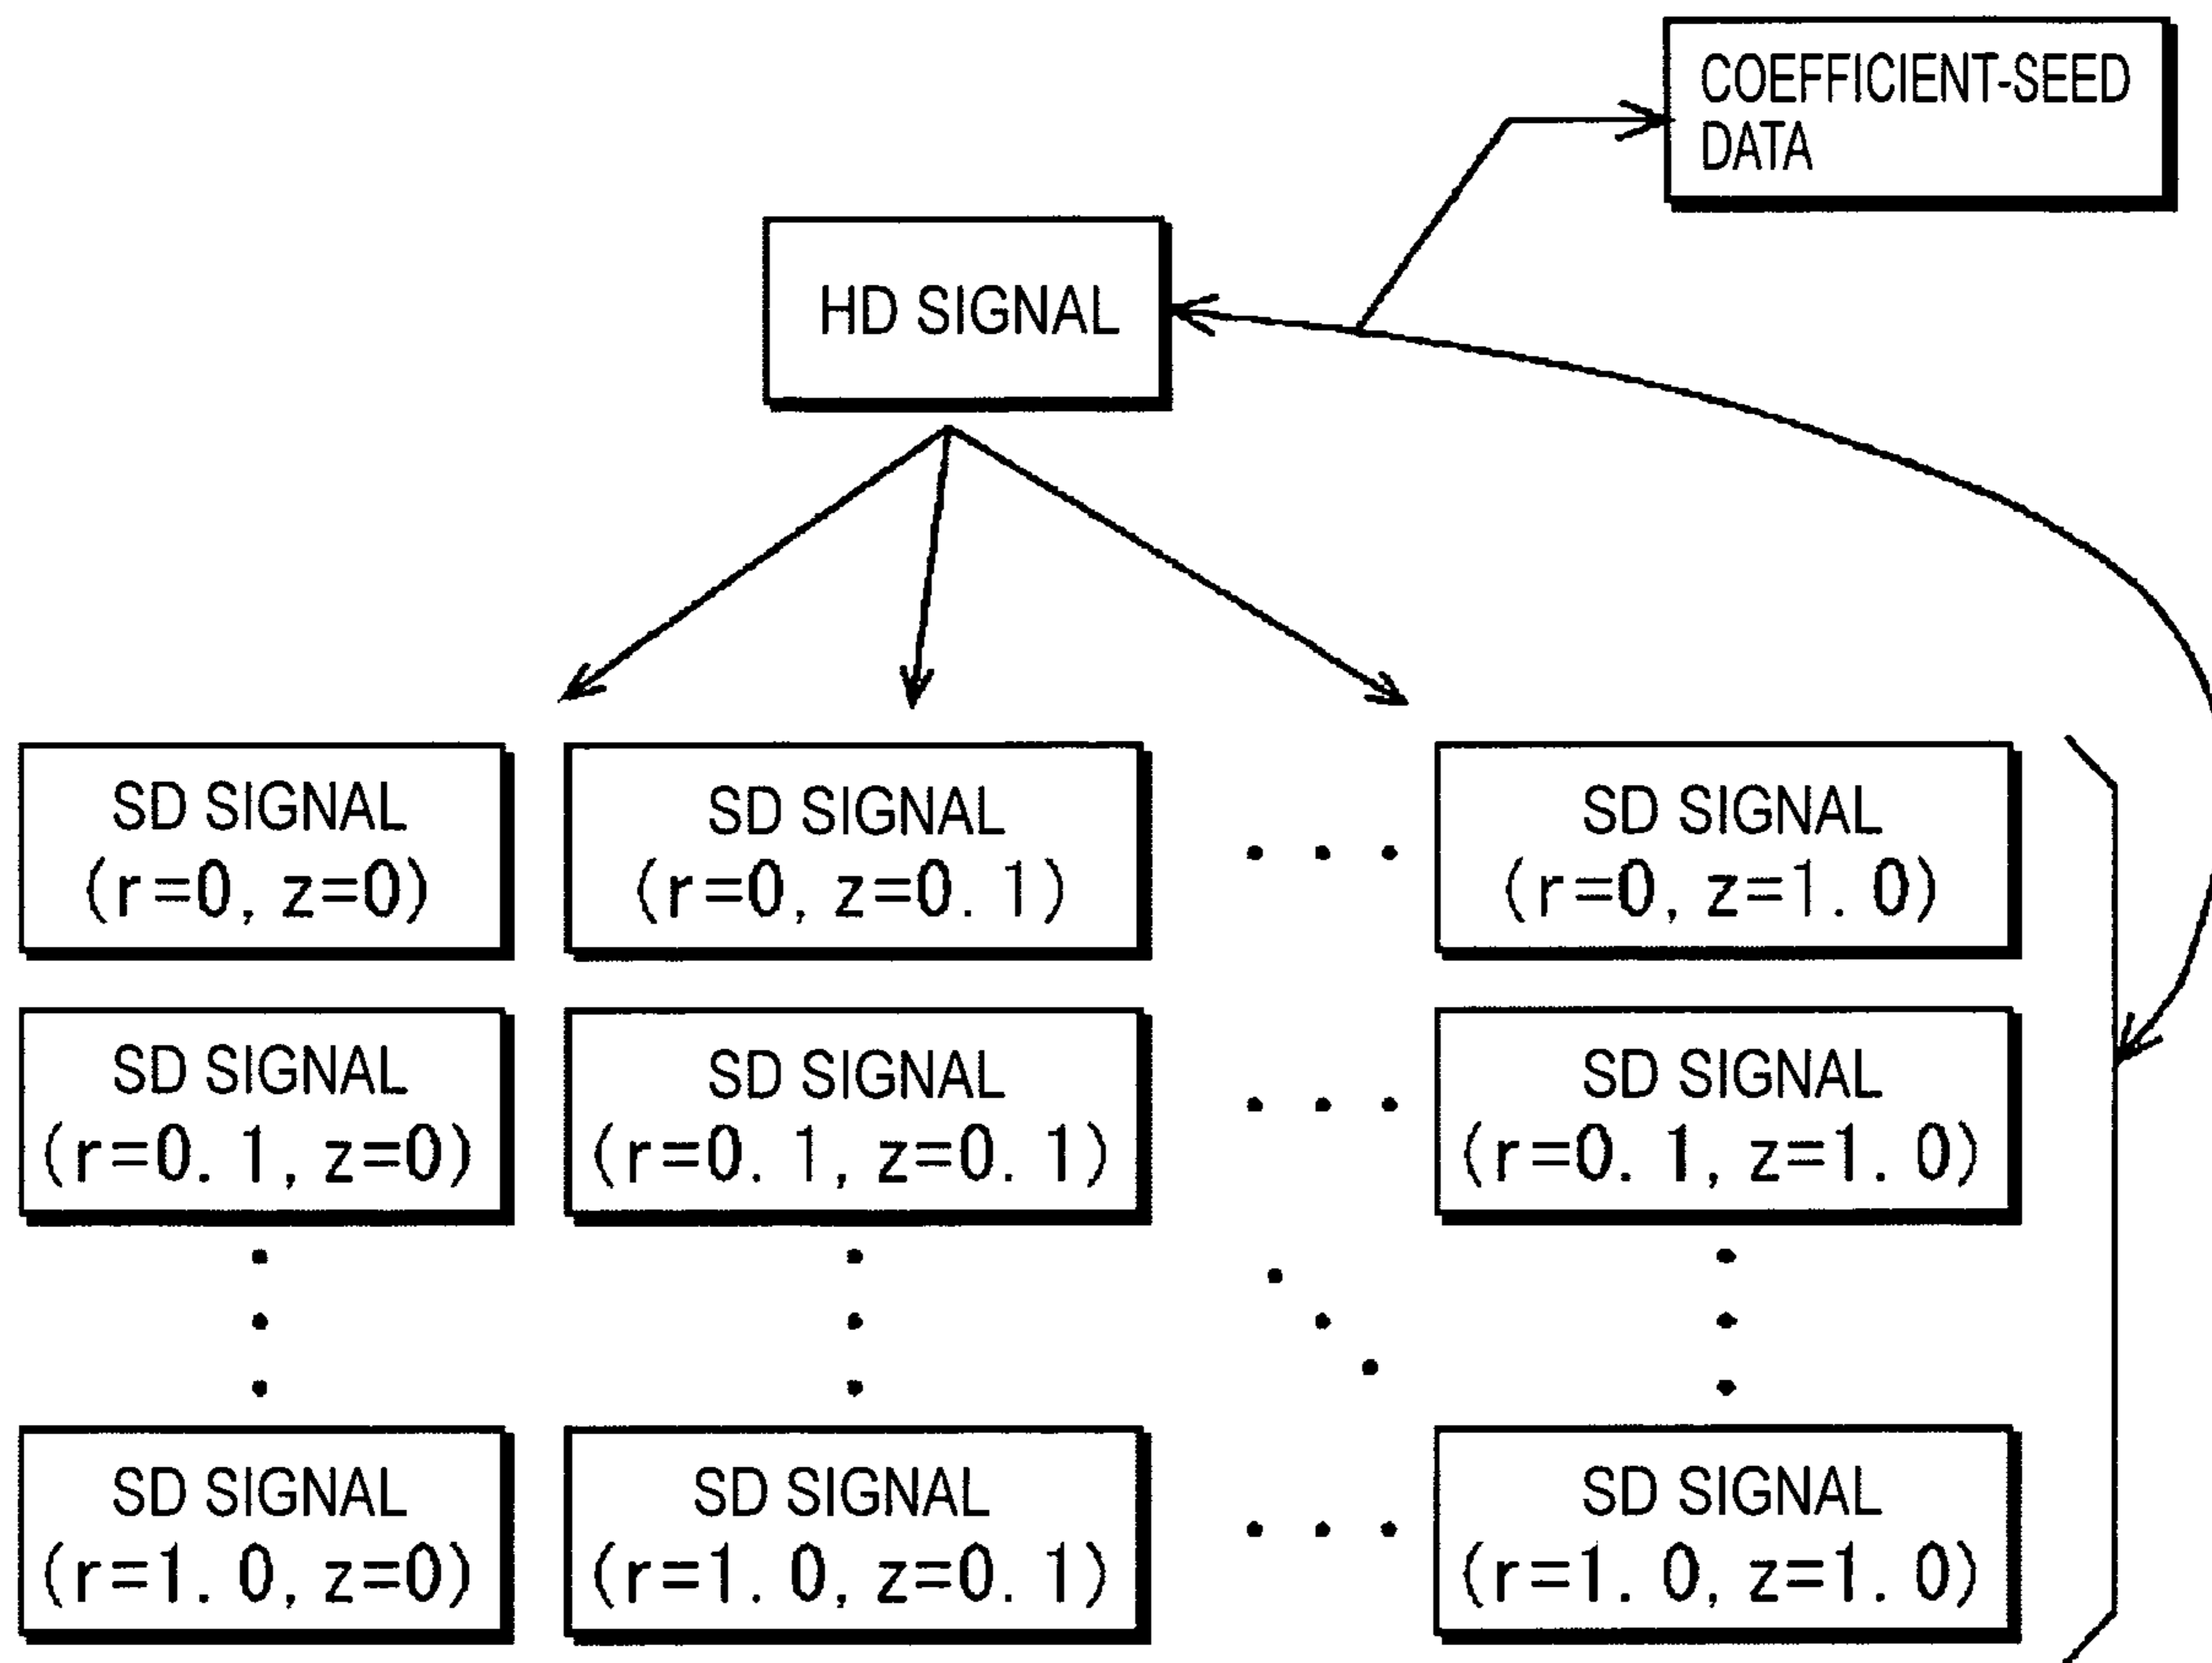 COEFFICIENT-SEED
DATA
HD SIGNAL
SD SIGNAL
(r=0, z=0)
SD SIGNAL
(r=0, z=0.1)
SD SIGNAL
(r=0, z=1.0)
SD SIGNAL
(r=0.1, z=0)
SD SIGNAL
(r=0.1, z=0.1)
SD SIGNAL
(r=0.1, z=1.0)
SD SIGNAL
(r=1.0, z=0)
SD SIGNAL
(r=1.0, z=0.1)
SD SIGNAL
(r=1.0, z=1.0)